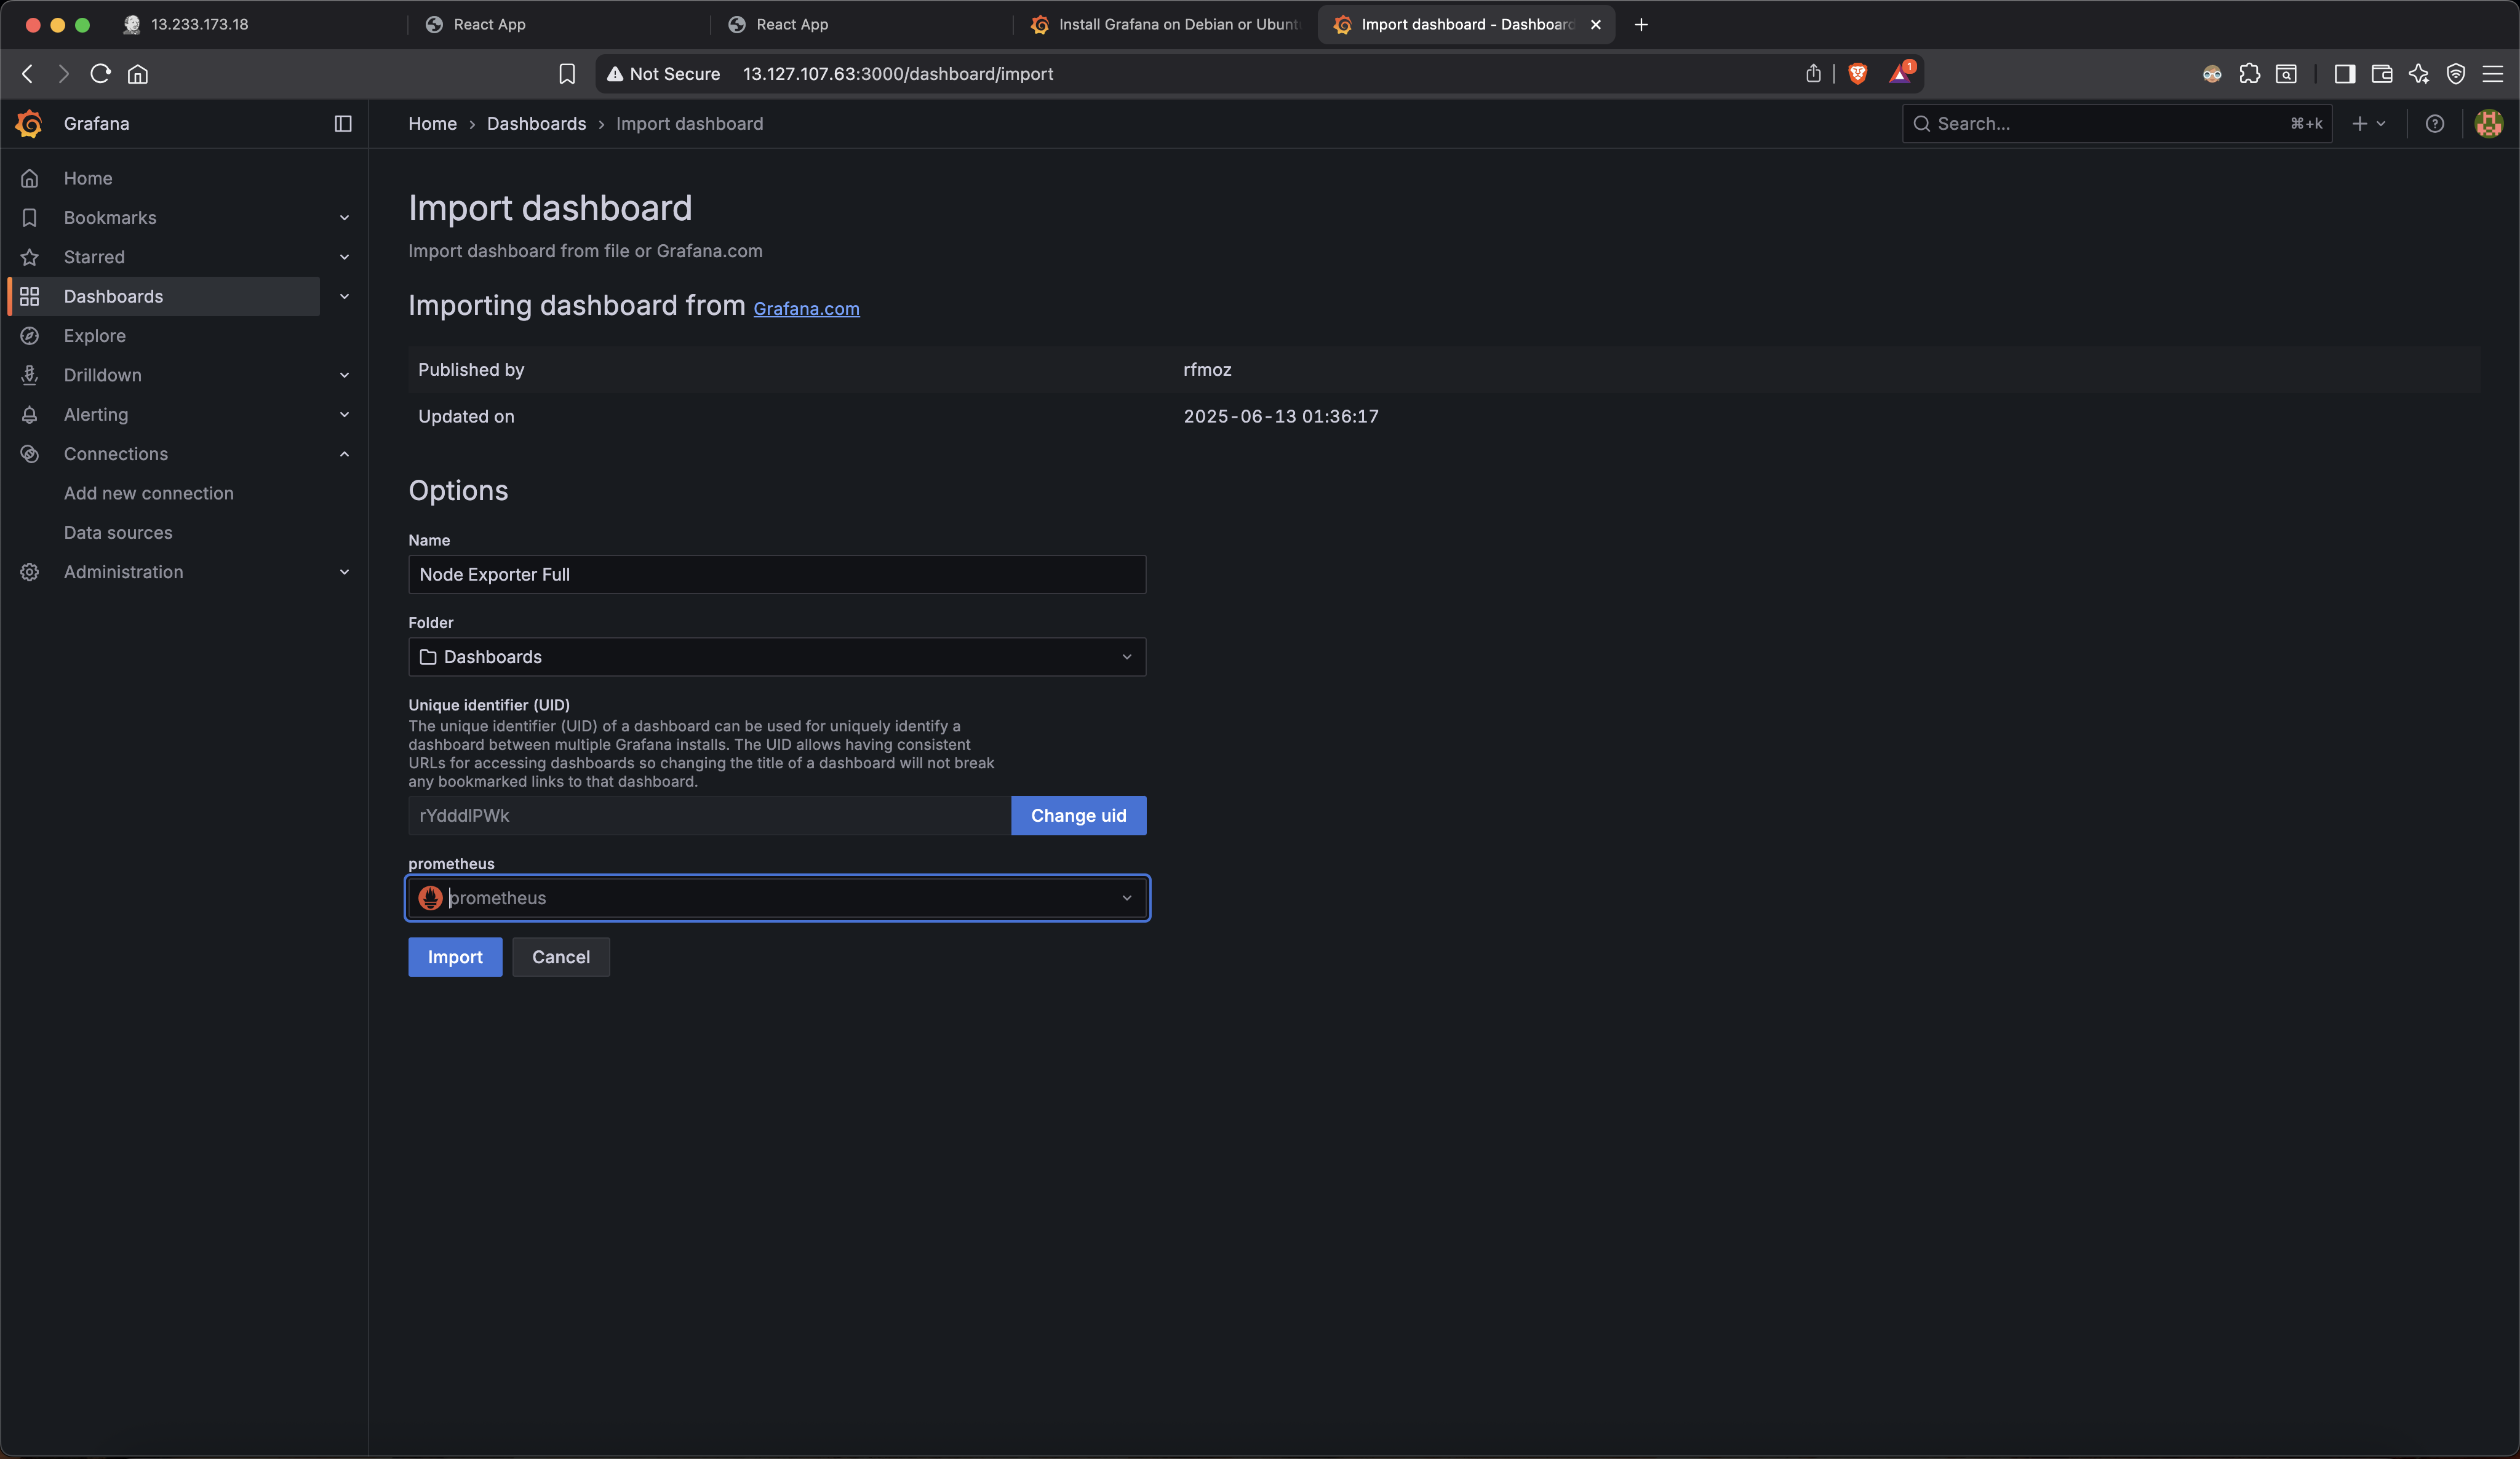 13.233.173.18
React App
React App
Install Grafana on Debian or Ubunt
Import dashboard - Dashboard
Not Secure 13.127.107.63:3000/dashboard/import
1
Grafana
Home › Dashboards › Import dashboard
Search... ⌘+k
Home
Bookmarks
Starred
Dashboards
Explore
Drilldown
Alerting
Connections
Add new connection
Data sources
Administration
Import dashboard
Import dashboard from file or Grafana.com
Importing dashboard from Grafana.com
Published by rfmoz
Updated on 2025-06-13 01:36:17
Options
Name
Node Exporter Full
Folder
Dashboards
Unique identifier (UID)
The unique identifier (UID) of a dashboard can be used for uniquely identify a
dashboard between multiple Grafana installs. The UID allows having consistent
URLs for accessing dashboards so changing the title of a dashboard will not break
any bookmarked links to that dashboard.
rYdddlPWk Change uid
prometheus
prometheus
Import Cancel